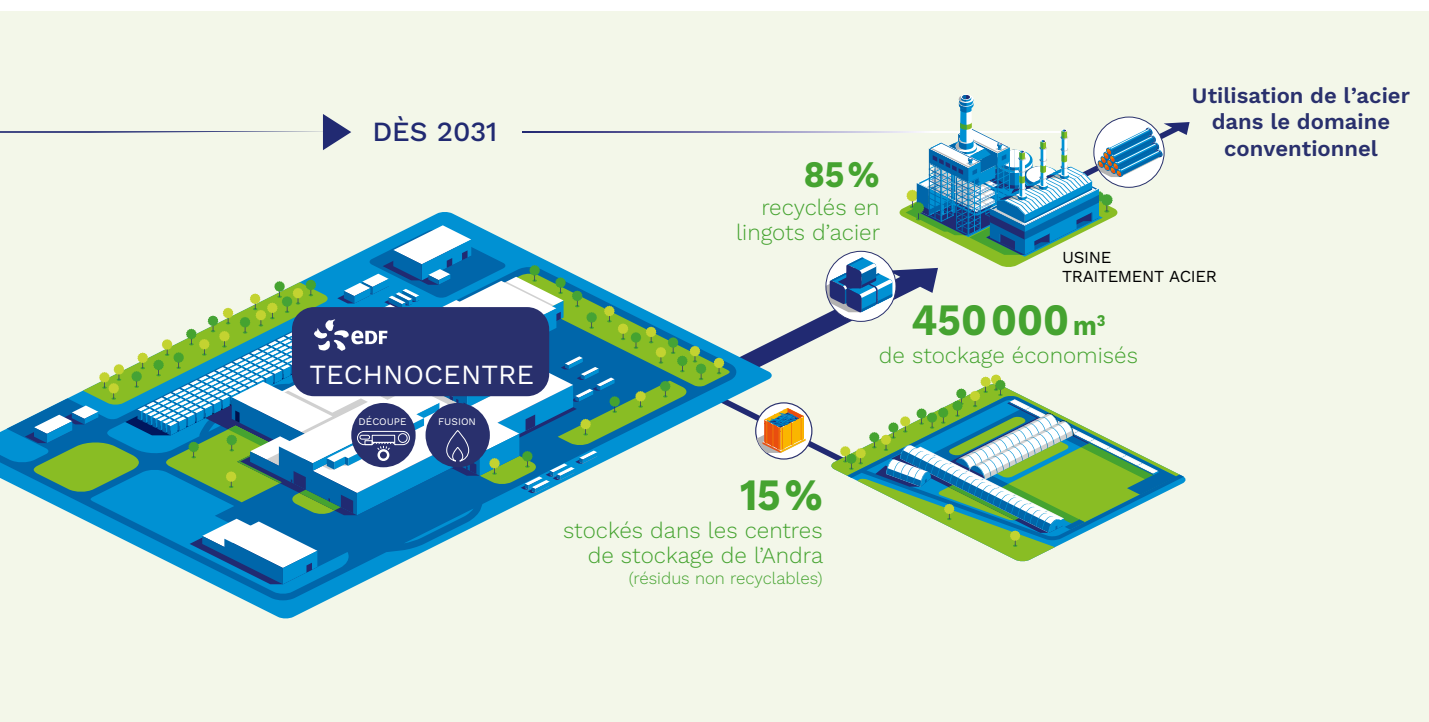 DÈS 2031
Utilisation de l'acier
dans le domaine
conventionnel
85%
recyclés en
lingots d'acier
USINE
TRAITEMENT ACIER
450 000 m³
de stockage économisés
eDF
TECHNOCENTRE
DÉCOUPE
FUSION
15%
stockés dans les centres
de stockage de l'Andra
(résidus non recyclables)